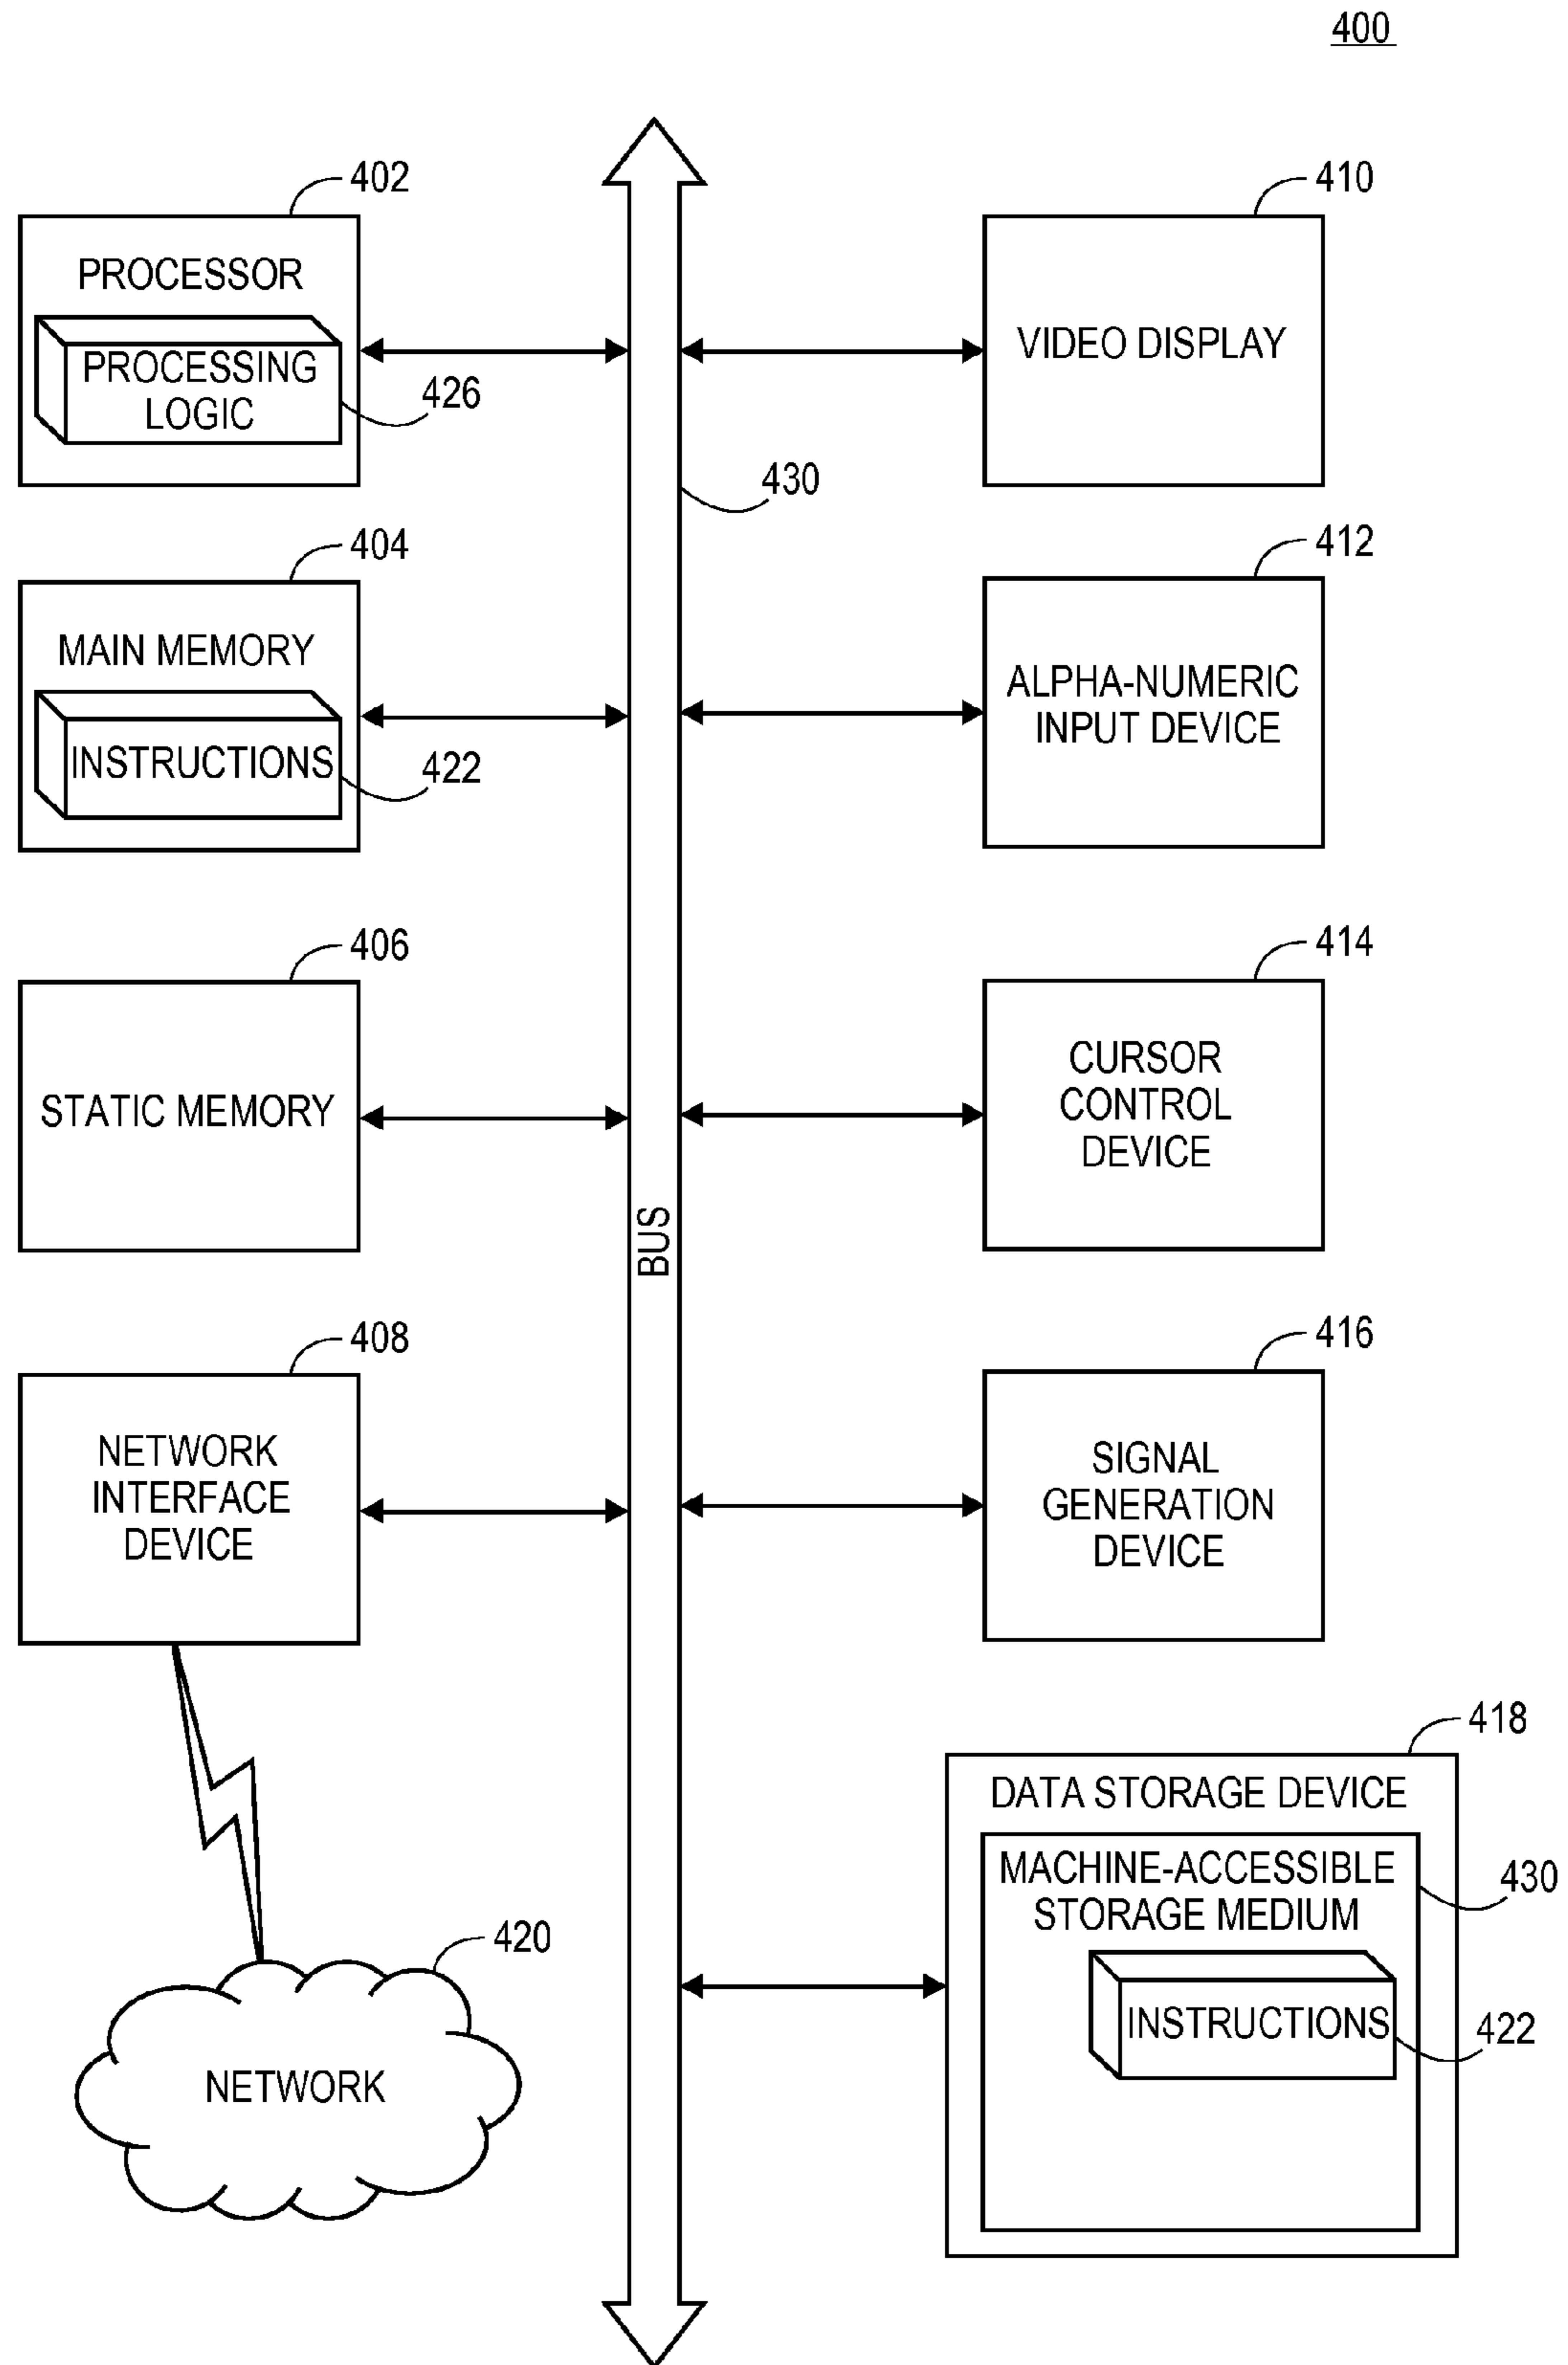 400
402
PROCESSOR
PROCESSING
LOGIC
426
404
MAIN MEMORY
INSTRUCTIONS
422
406
STATIC MEMORY
408
NETWORK
INTERFACE
DEVICE
420
NETWORK
430
BUS
410
VIDEO DISPLAY
412
ALPHA-NUMERIC
INPUT DEVICE
414
CURSOR
CONTROL
DEVICE
416
SIGNAL
GENERATION
DEVICE
418
DATA STORAGE DEVICE
MACHINE-ACCESSIBLE
STORAGE MEDIUM
430
INSTRUCTIONS
422